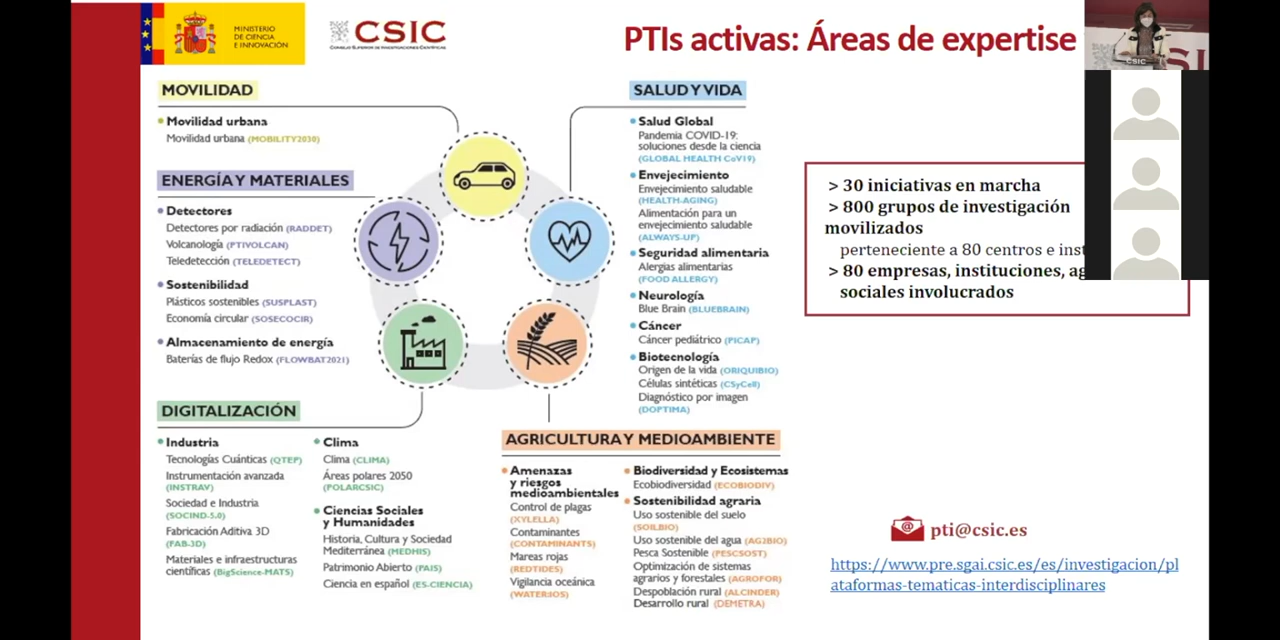 MINISTERIO
DE CIENCIA
E INNOVACIÓN
CSIC
CONSEJO SUPERIOR DE INVESTIGACIONES CIENTÍFICAS
PTIs activas: Áreas de expertise
CSIC
MOVILIDAD
Movilidad urbana
Movilidad urbana (MOBILITY2030)
ENERGÍA Y MATERIALES
Detectores
Detectores por radiación (RADDET)
Volcanología (PTIVOLCAN)
Teledetección (TELEDETECT)
Sostenibilidad
Plásticos sostenibles (SUSPLAST)
Economía circular (SOSECOCIR)
Almacenamiento de energía
Baterías de flujo Redox (FLOWBAT2021)
SALUD Y VIDA
Salud Global
Pandemia COVID-19:
soluciones desde la ciencia
(GLOBAL HEALTH CoV19)
Envejecimiento
Envejecimiento saludable
(HEALTH-AGING)
Alimentación para un
envejecimiento saludable
(ALWAYS-UP)
Seguridad alimentaria
Alergias alimentarias
(FOOD ALLERGY)
Neurología
Blue Brain (BLUEBRAIN)
Cáncer
Cáncer pediátrico (PICAP)
Biotecnología
Origen de la vida (ORIQUIBIO)
Células sintéticas (CSyCell)
Diagnóstico por imagen
(DOPTIMA)
> 30 iniciativas en marcha
> 800 grupos de investigación
movilizados
perteneciente a 80 centros e inst
> 80 empresas, instituciones, ag
sociales involucrados
DIGITALIZACIÓN
Industria
Tecnologías Cuánticas (QTEP)
Instrumentación avanzada
(INSTRAV)
Sociedad e Industria
(SOCIND-5.0)
Fabricación Aditiva 3D
(FAB-3D)
Materiales e infraestructuras
científicas (BigScience-MATS)
Clima
Clima (CLIMA)
Áreas polares 2050
(POLARCSIC)
Ciencias Sociales
y Humanidades
Historia, Cultura y Sociedad
Mediterránea (MEDHIS)
Patrimonio Abierto (PAIS)
Ciencia en español (ES-CIENCIA)
AGRICULTURA Y MEDIOAMBIENTE
Amenazas
y riesgos
medioambientales
Control de plagas
(XYLELLA)
Contaminantes
(CONTAMINANTS)
Mareas rojas
(REDTIDES)
Vigilancia oceánica
(WATER:IOS)
Biodiversidad y Ecosistemas
Ecobiodiversidad (ECOBIODIV)
Sostenibilidad agraria
Uso sostenible del suelo
(SOILBIO)
Uso sostenible del agua (AG2BIO)
Pesca Sostenible (PESCSOST)
Optimización de sistemas
agrarios y forestales (AGROFOR)
Despoblación rural (ALCINDER)
Desarrollo rural (DEMETRA)
pti@csic.es
https://www.pre.sgai.csic.es/es/investigacion/pl
ataformas-tematicas-interdisciplinares